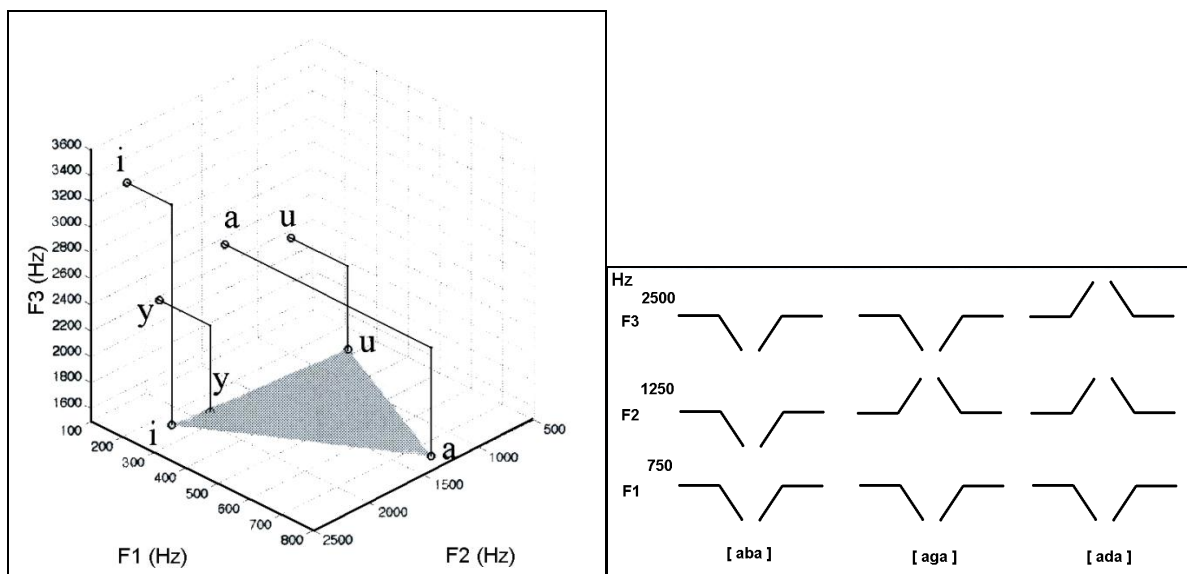 3600
3400
3200
3000
2800
2600
2400
2200
2000
1800
1600
F3 (Hz)
i
y
a
u
u
y
i
a
100
200
300
400
500
600
700
800
F1 (Hz)
500
1000
1500
2000
2500
F2 (Hz)
Hz
2500
F3
1250
F2
750
F1
[ aba ]
[ aga ]
[ ada ]